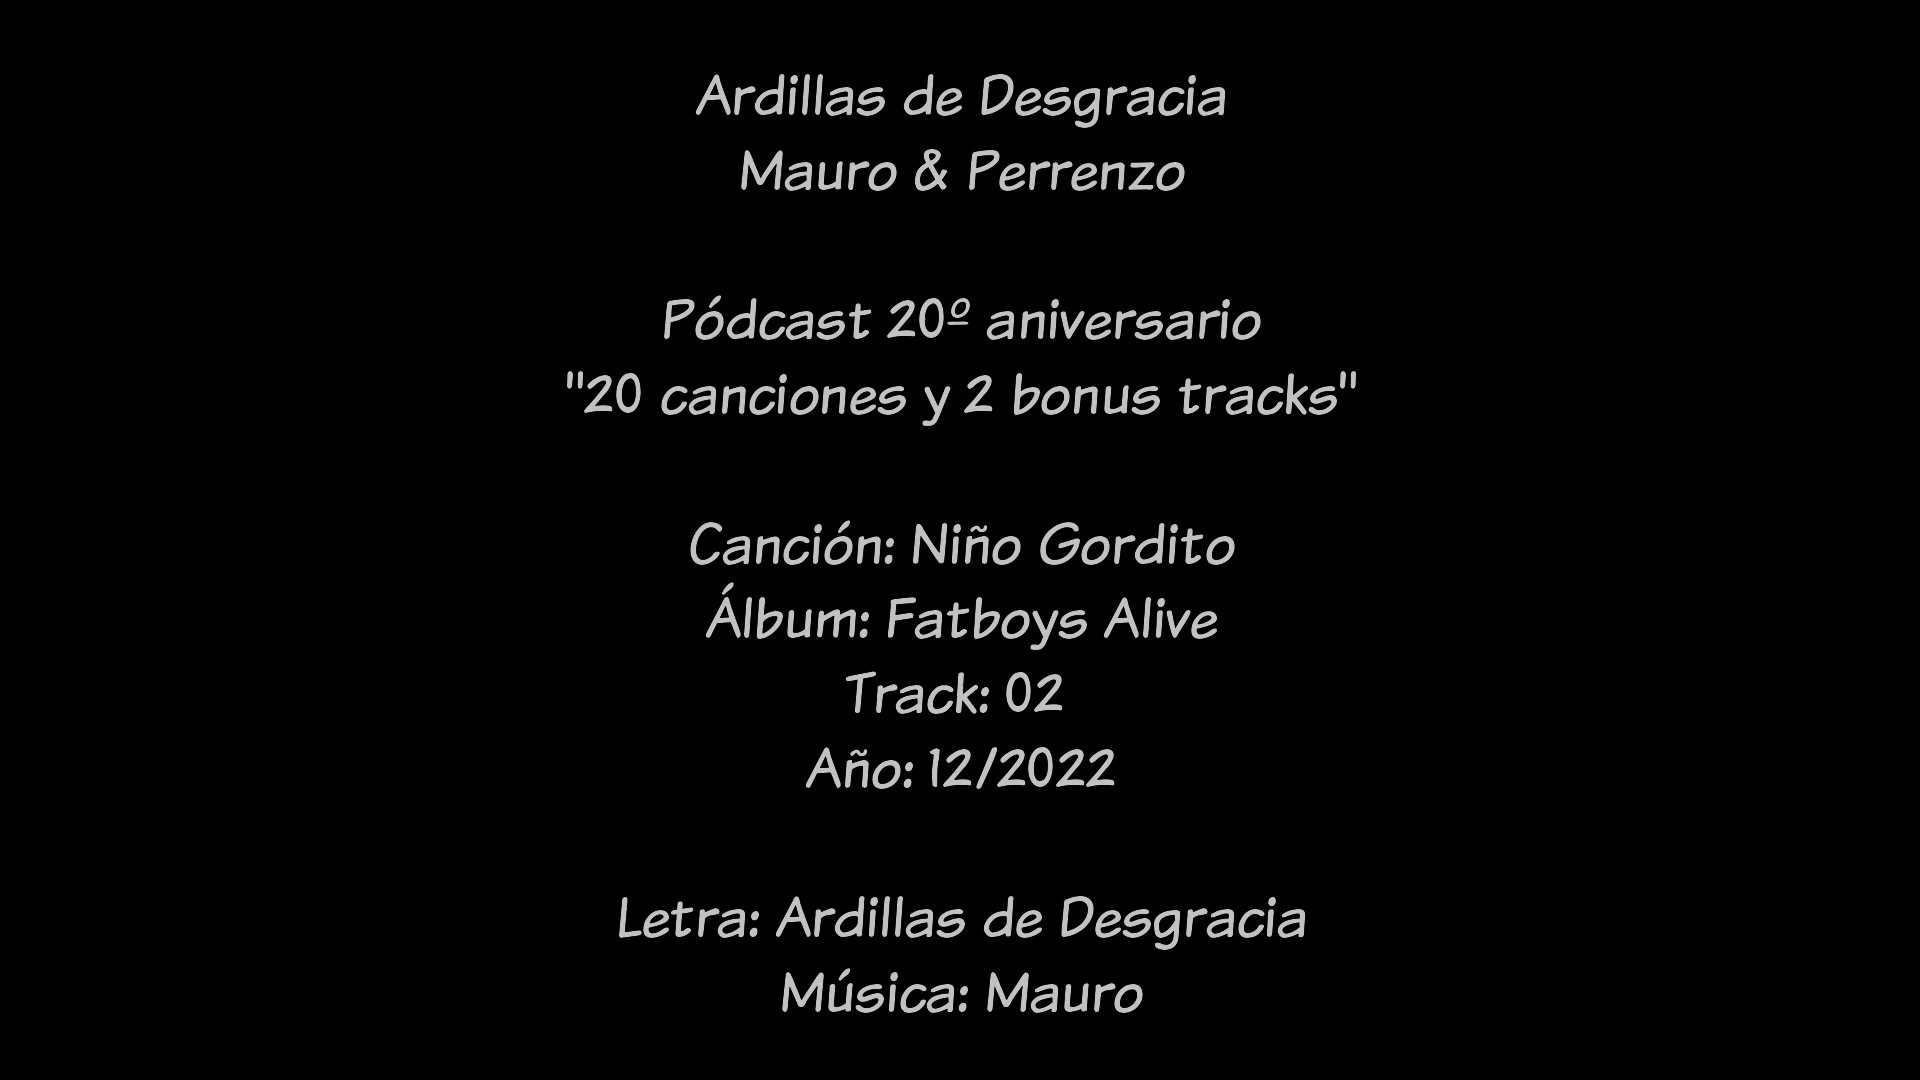 Ardillas de Desgracia
Mauro & Perrenzo
Pódcast 20º aniversario
"20 canciones y 2 bonus tracks"
Canción: Niño Gordito
Álbum: Fatboys Alive
Track: 02
Año: 12/2022
Letra: Ardillas de Desgracia
Música: Mauro